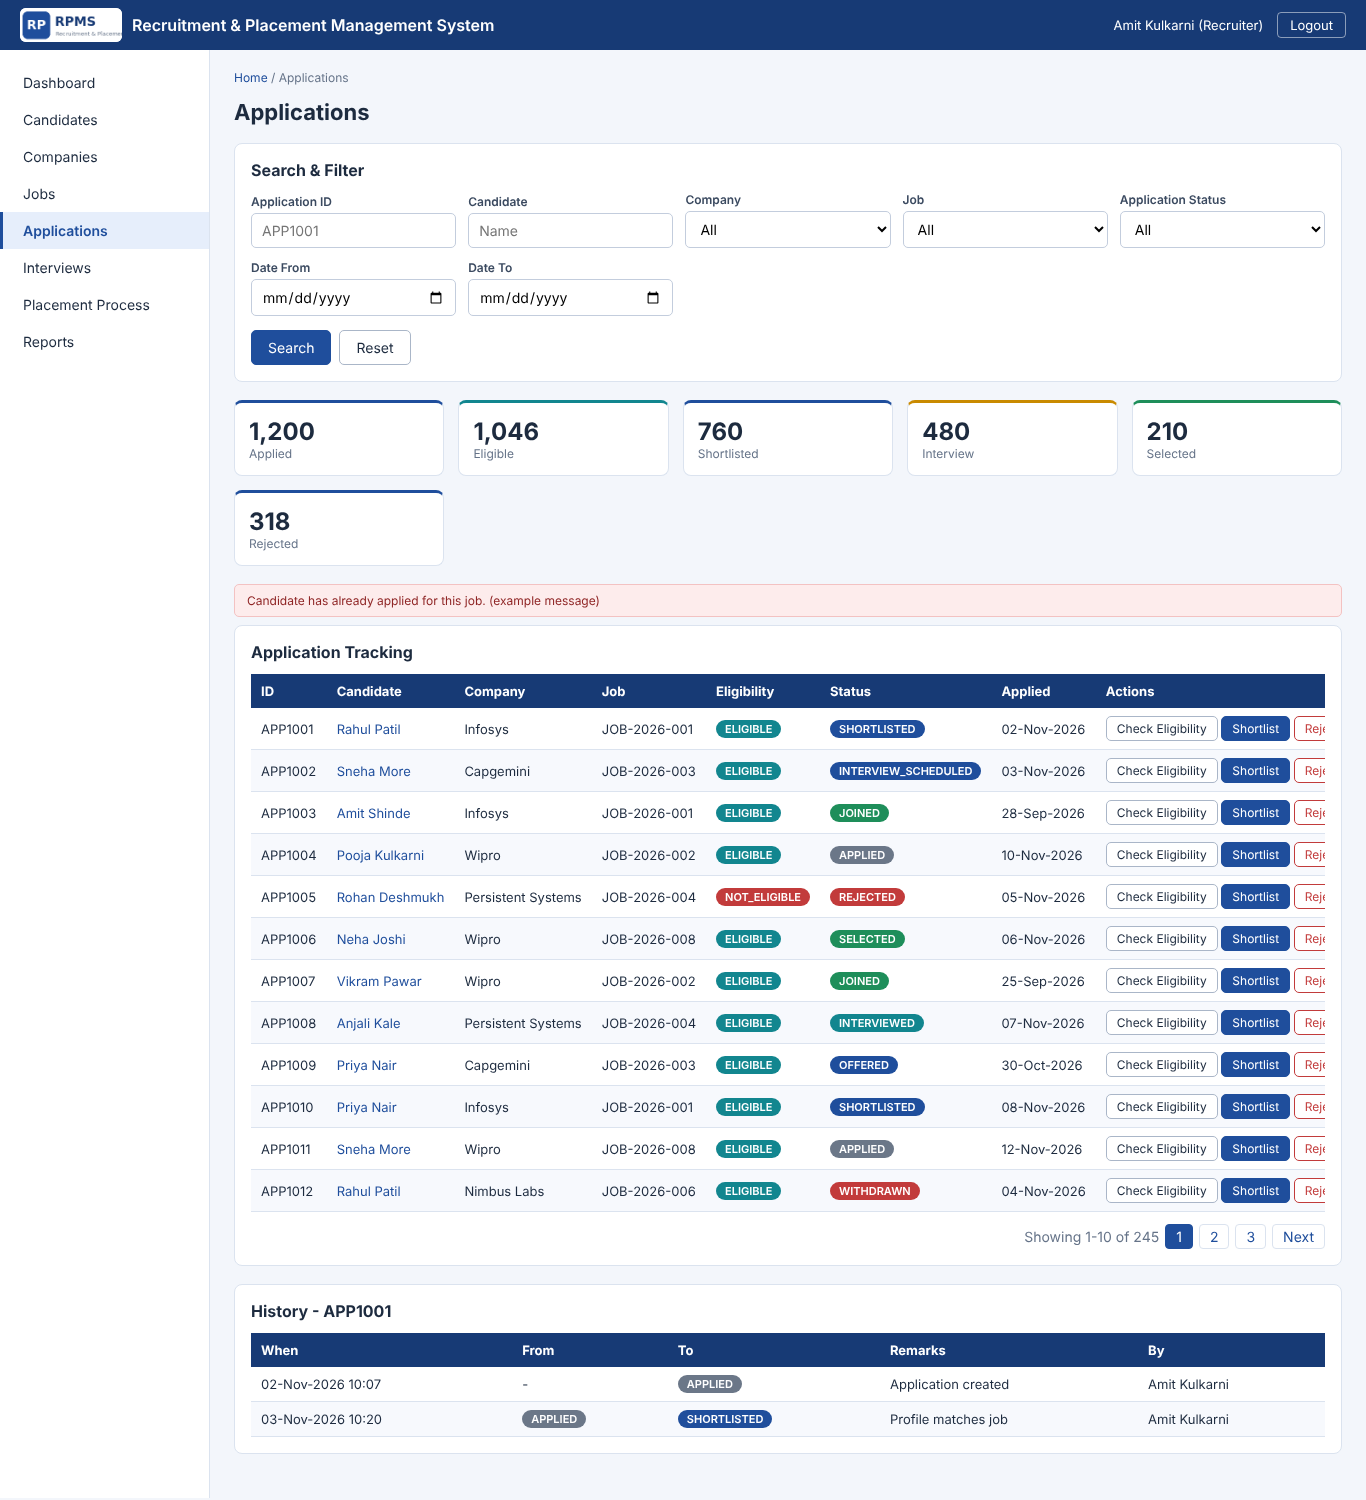 RP RPMS
Recruitment & Placemen
Recruitment & Placement Management System
Amit Kulkarni (Recruiter)
Logout
Dashboard
Candidates
Companies
Jobs
Applications
Interviews
Placement Process
Reports
Home / Applications
Applications
Search & Filter
Application ID
Candidate
Company
Job
Application Status
APP1001
Name
All
All
All
Date From
Date To
mm/dd/yyyy
mm/dd/yyyy
Search
Reset
1,200
Applied
1,046
Eligible
760
Shortlisted
480
Interview
210
Selected
318
Rejected
Candidate has already applied for this job. (example message)
Application Tracking
ID Candidate Company Job Eligibility Status Applied Actions
APP1001 Rahul Patil Infosys JOB-2026-001 ELIGIBLE SHORTLISTED 02-Nov-2026 Check Eligibility Shortlist Reje
APP1002 Sneha More Capgemini JOB-2026-003 ELIGIBLE INTERVIEW_SCHEDULED 03-Nov-2026 Check Eligibility Shortlist Reje
APP1003 Amit Shinde Infosys JOB-2026-001 ELIGIBLE JOINED 28-Sep-2026 Check Eligibility Shortlist Reje
APP1004 Pooja Kulkarni Wipro JOB-2026-002 ELIGIBLE APPLIED 10-Nov-2026 Check Eligibility Shortlist Reje
APP1005 Rohan Deshmukh Persistent Systems JOB-2026-004 NOT_ELIGIBLE REJECTED 05-Nov-2026 Check Eligibility Shortlist Reje
APP1006 Neha Joshi Wipro JOB-2026-008 ELIGIBLE SELECTED 06-Nov-2026 Check Eligibility Shortlist Reje
APP1007 Vikram Pawar Wipro JOB-2026-002 ELIGIBLE JOINED 25-Sep-2026 Check Eligibility Shortlist Reje
APP1008 Anjali Kale Persistent Systems JOB-2026-004 ELIGIBLE INTERVIEWED 07-Nov-2026 Check Eligibility Shortlist Reje
APP1009 Priya Nair Capgemini JOB-2026-003 ELIGIBLE OFFERED 30-Oct-2026 Check Eligibility Shortlist Reje
APP1010 Priya Nair Infosys JOB-2026-001 ELIGIBLE SHORTLISTED 08-Nov-2026 Check Eligibility Shortlist Reje
APP1011 Sneha More Wipro JOB-2026-008 ELIGIBLE APPLIED 12-Nov-2026 Check Eligibility Shortlist Reje
APP1012 Rahul Patil Nimbus Labs JOB-2026-006 ELIGIBLE WITHDRAWN 04-Nov-2026 Check Eligibility Shortlist Reje
Showing 1-10 of 245 1 2 3 Next
History - APP1001
When From To Remarks By
02-Nov-2026 10:07 - APPLIED Application created Amit Kulkarni
03-Nov-2026 10:20 APPLIED SHORTLISTED Profile matches job Amit Kulkarni